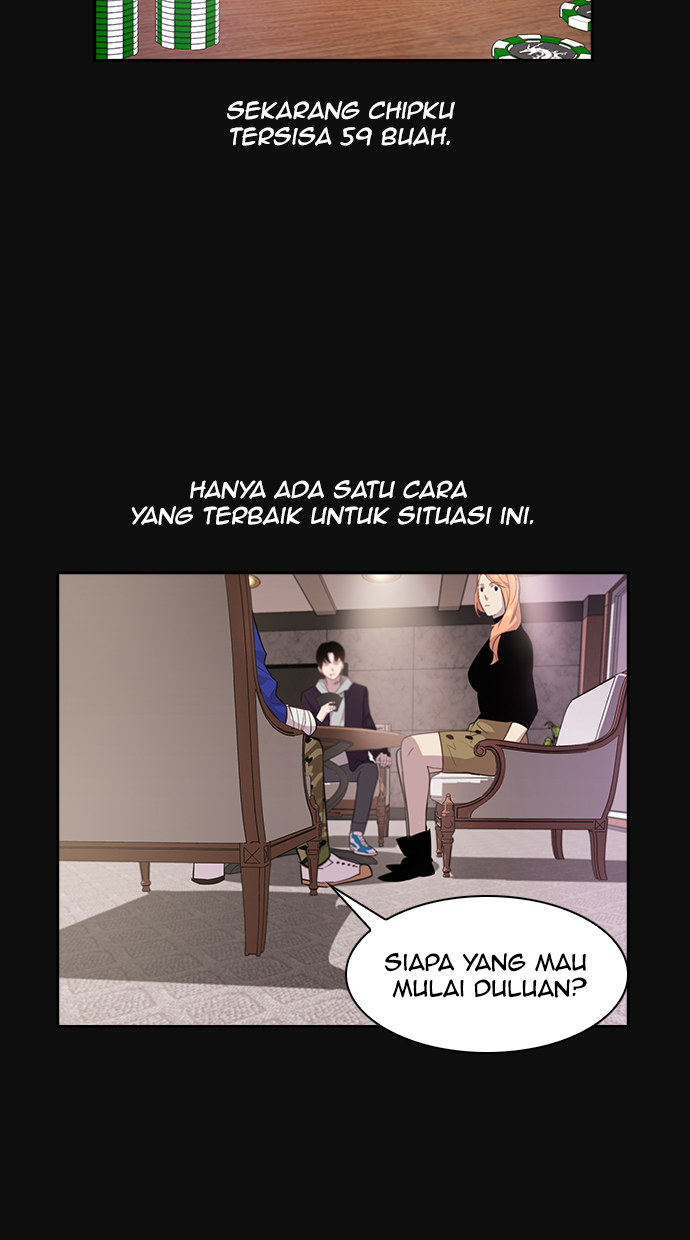 SEKARANG CHIPKU
TERSISA 59 BUAH.
HANYA ADA SATU CARA
YANG TERBAIK UNTUK SITUASI INI.
SIAPA YANG MAU
MULAI DULUAN?